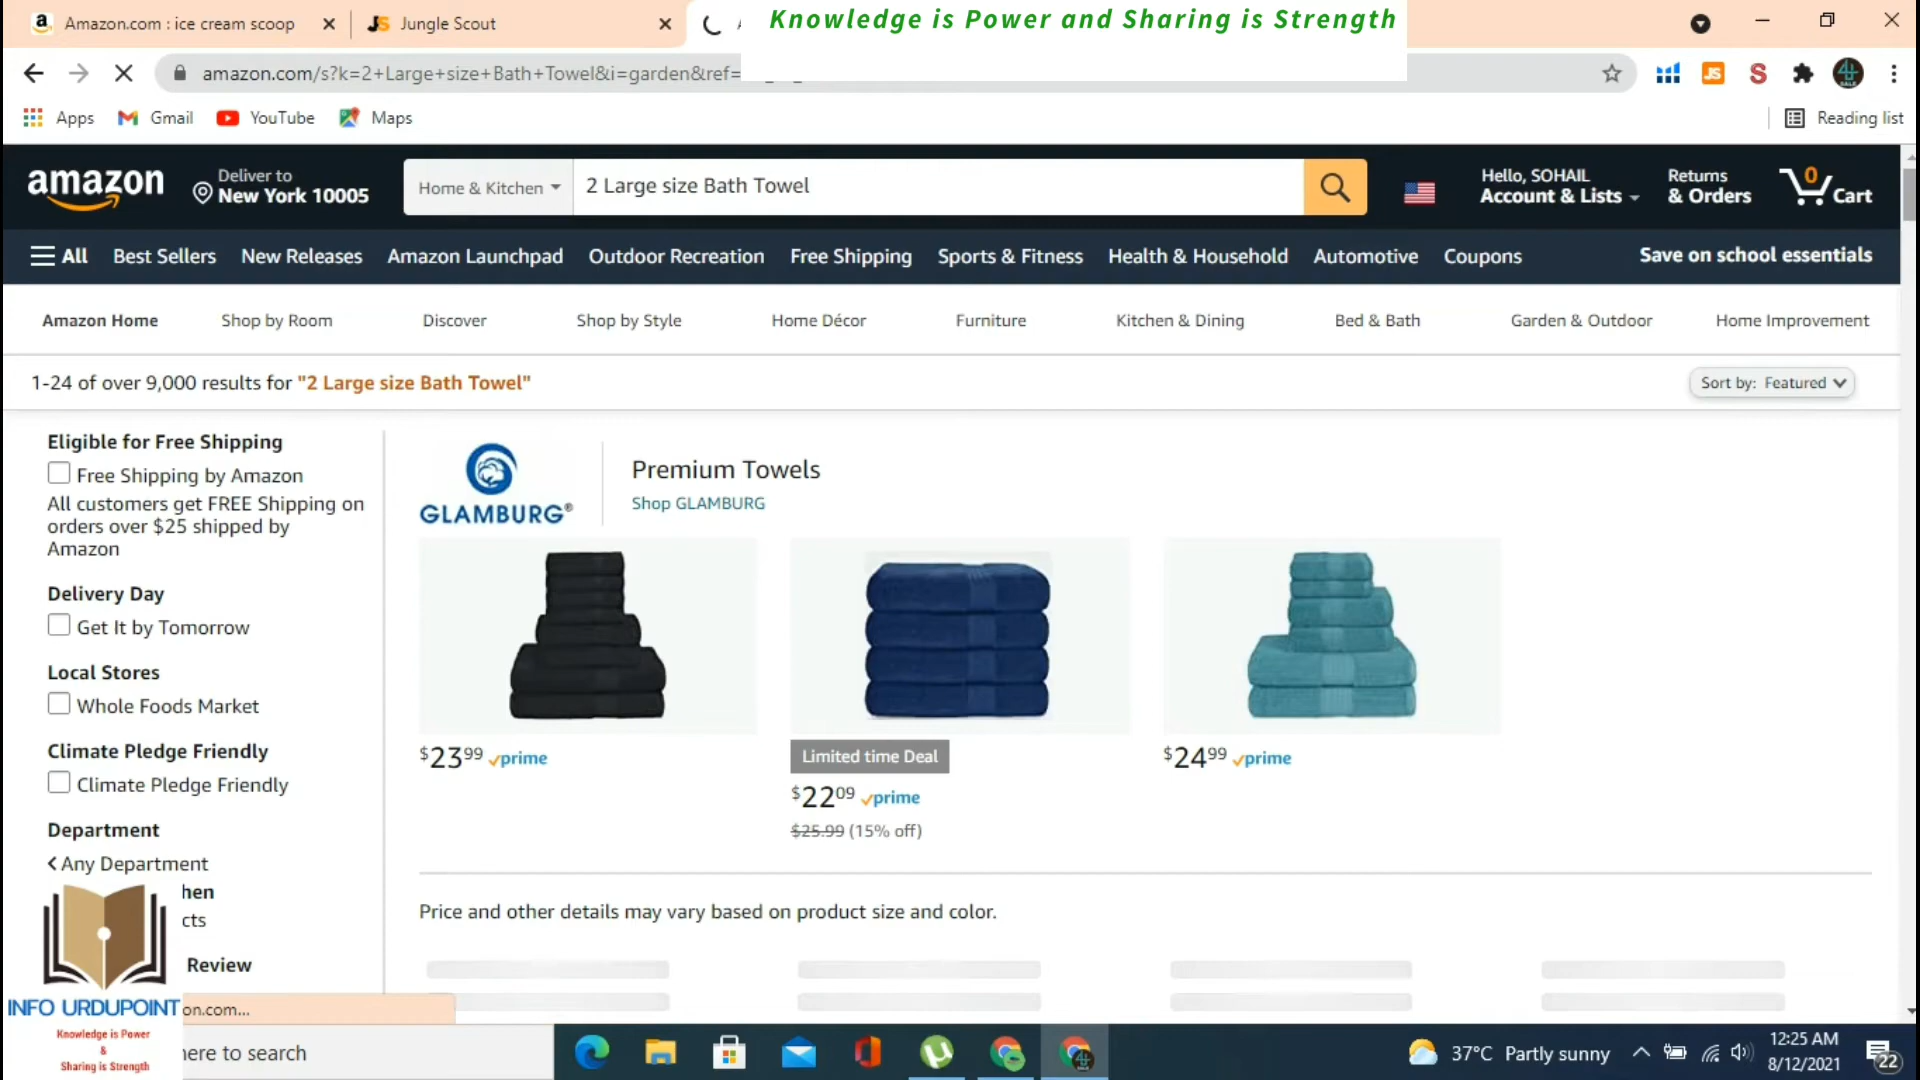 Amazon.com : ice cream scoop
Jungle Scout
Knowledge is Power and Sharing is Strength
amazon.com/s?k=2+Large+size+Bath+Towel&i=garden&ref=
Apps
Gmail
YouTube
Maps
Reading list
amazon
Deliver to
New York 10005
Home & Kitchen
2 Large size Bath Towel
Hello, SOHAIL
Account & Lists
Returns
& Orders
0
Cart
All
Best Sellers
New Releases
Amazon Launchpad
Outdoor Recreation
Free Shipping
Sports & Fitness
Health & Household
Automotive
Coupons
Save on school essentials
Amazon Home
Shop by Room
Discover
Shop by Style
Home Décor
Furniture
Kitchen & Dining
Bed & Bath
Garden & Outdoor
Home Improvement
1-24 of over 9,000 results for "2 Large size Bath Towel"
Sort by: Featured
Eligible for Free Shipping
Free Shipping by Amazon
All customers get FREE Shipping on
orders over $25 shipped by
Amazon
Delivery Day
Get It by Tomorrow
Local Stores
Whole Foods Market
Climate Pledge Friendly
Climate Pledge Friendly
Department
Any Department
hen
cts
Review
GLAMBURG®
Premium Towels
Shop GLAMBURG
$23.99 prime
Limited time Deal
$22.09 prime
$25.99 (15% off)
$24.99 prime
Price and other details may vary based on product size and color.
on.com...
INFO URDUPOINT
Knowledge is Power
&
Sharing is Strength
here to search
37°C Partly sunny
12:25 AM
8/12/2021
22